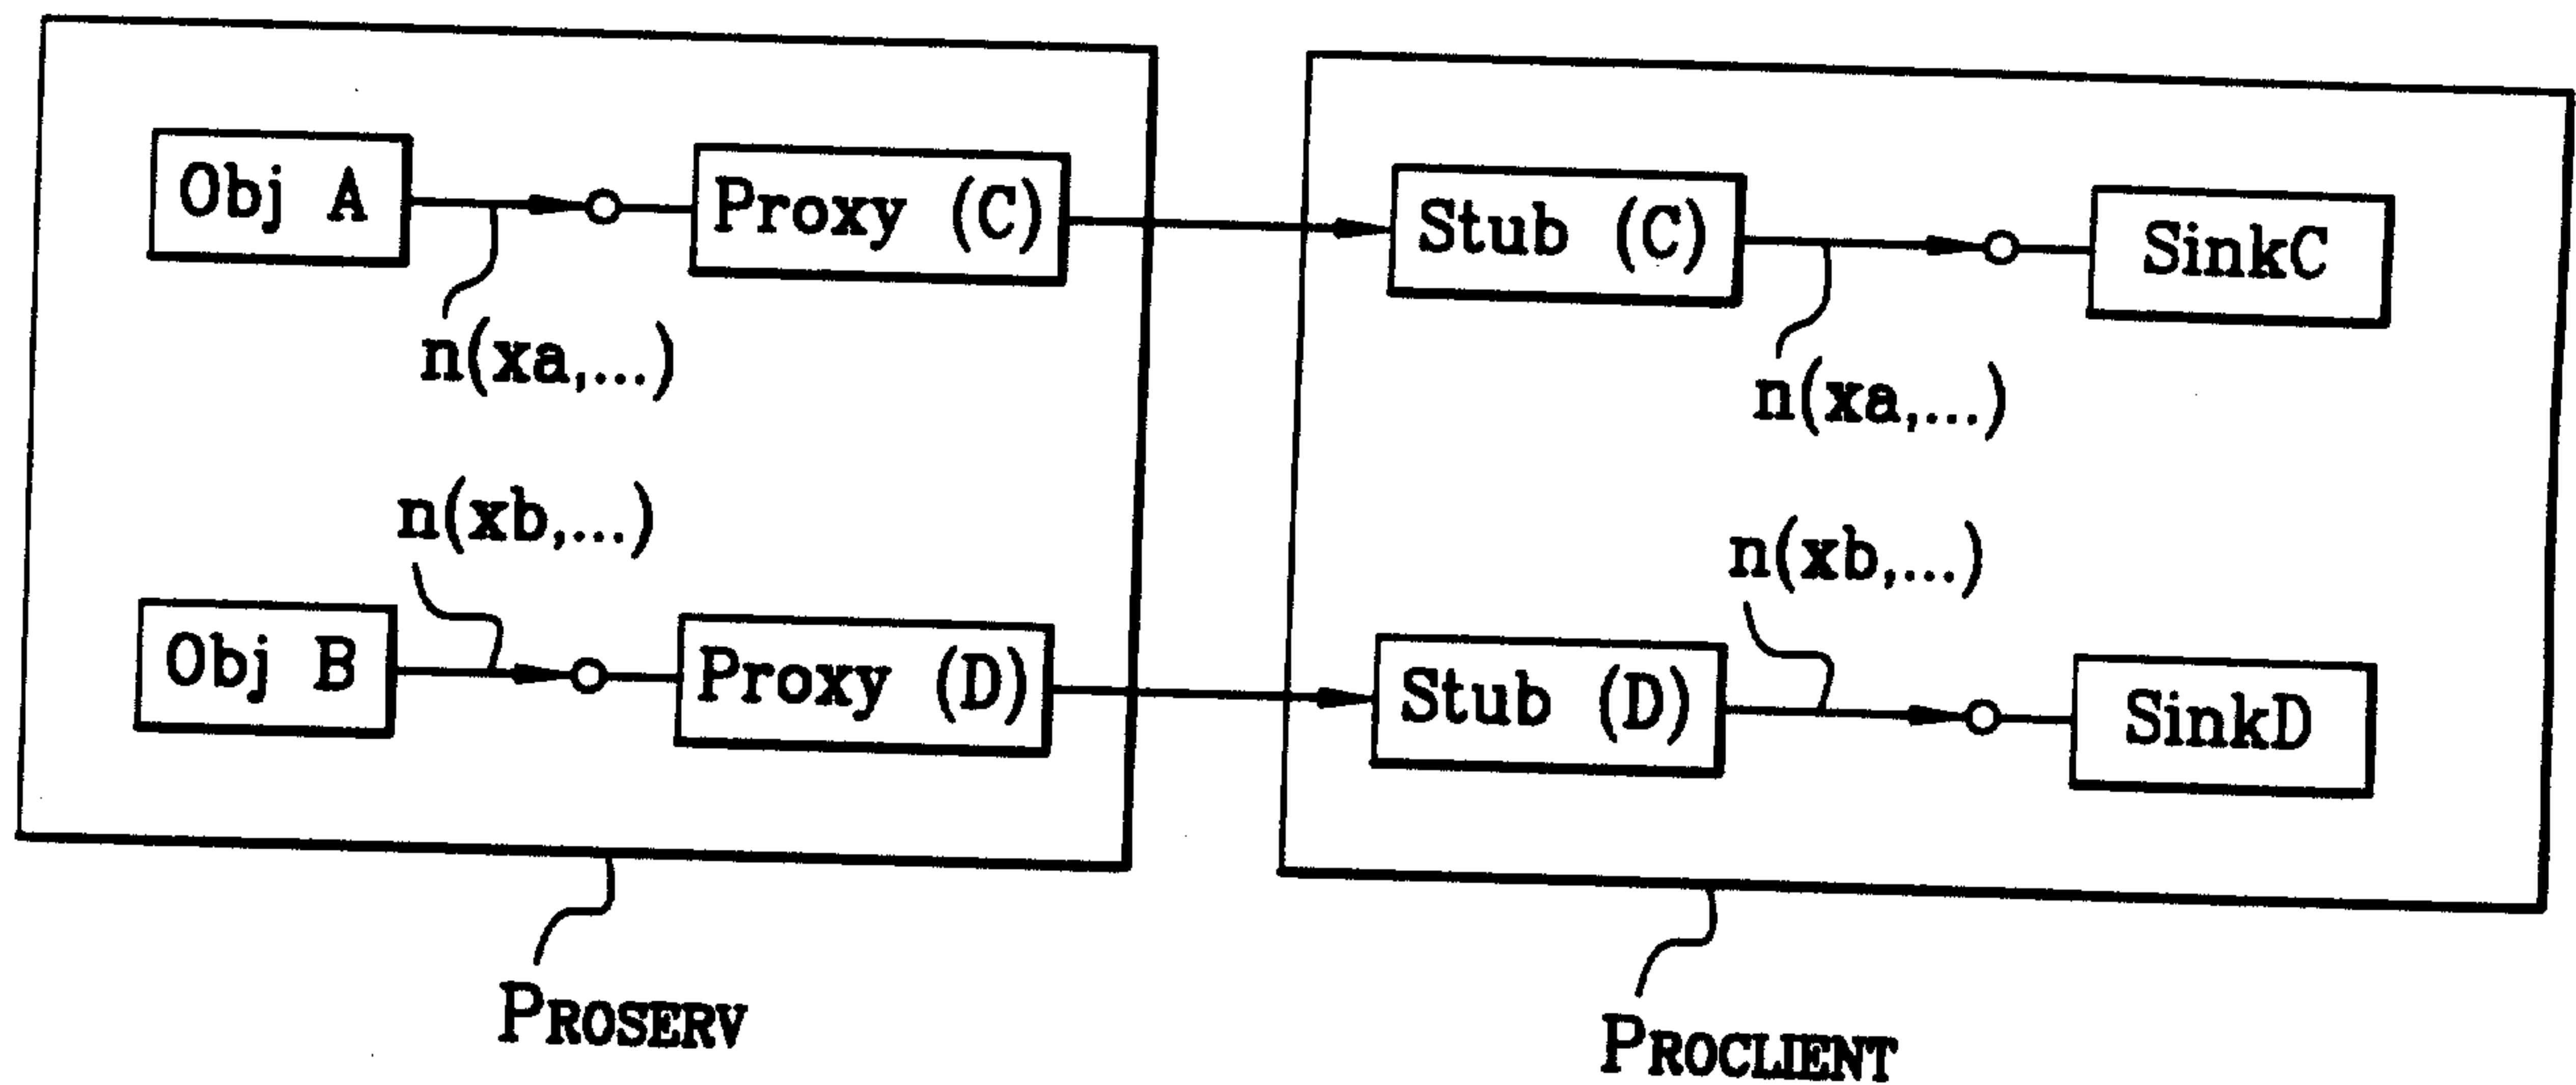 Obj A
Proxy (C)
Stub (C)
SinkC
n(xa,...)
n(xa,...)
n(xb,...)
n(xb,...)
Obj B
Proxy (D)
Stub (D)
SinkD
PROSERV
PROCLIENT